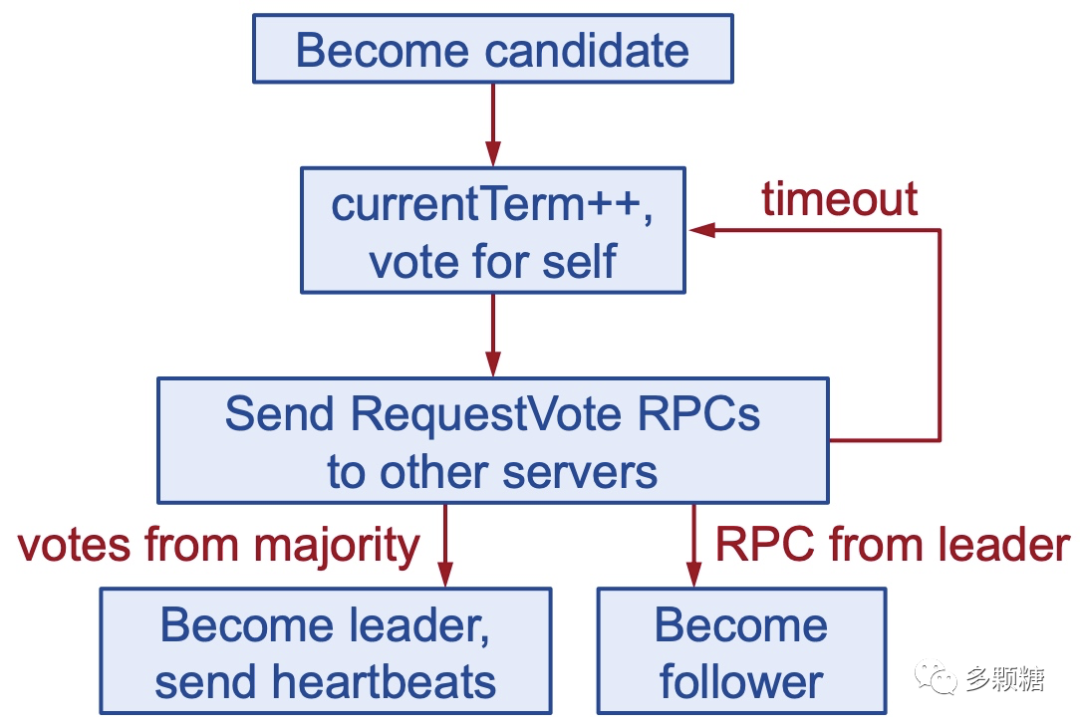 Become candidate
currentTerm++,
vote for self
timeout
Send RequestVote RPCs
to other servers
votes from majority
RPC from leader
Become leader,
send heartbeats
Become
follower
多颗糖